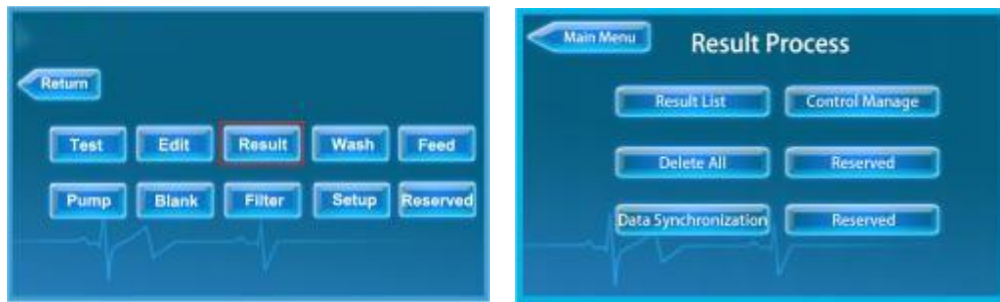 Return
Test Edit Result Wash Feed
Pump Blank Filter Setup Reserved
Main Menu
Result Process
Result List Control Manage
Delete All Reserved
Data Synchronization Reserved